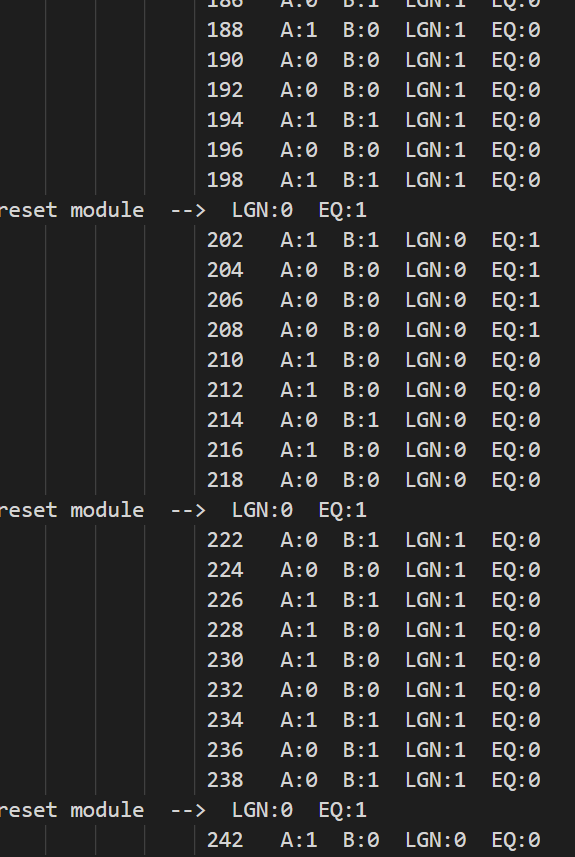 186 A:0 B:1 LGN:1 EQ:0
188 A:1 B:0 LGN:1 EQ:0
190 A:0 B:0 LGN:1 EQ:0
192 A:0 B:0 LGN:1 EQ:0
194 A:1 B:1 LGN:1 EQ:0
196 A:0 B:0 LGN:1 EQ:0
198 A:1 B:1 LGN:1 EQ:0
reset module --> LGN:0 EQ:1
202 A:1 B:1 LGN:0 EQ:1
204 A:0 B:0 LGN:0 EQ:1
206 A:0 B:0 LGN:0 EQ:1
208 A:0 B:0 LGN:0 EQ:1
210 A:1 B:0 LGN:0 EQ:0
212 A:1 B:0 LGN:0 EQ:0
214 A:0 B:1 LGN:0 EQ:0
216 A:1 B:0 LGN:0 EQ:0
218 A:0 B:0 LGN:0 EQ:0
reset module --> LGN:0 EQ:1
222 A:0 B:1 LGN:1 EQ:0
224 A:0 B:0 LGN:1 EQ:0
226 A:1 B:1 LGN:1 EQ:0
228 A:1 B:0 LGN:1 EQ:0
230 A:1 B:0 LGN:1 EQ:0
232 A:0 B:0 LGN:1 EQ:0
234 A:1 B:1 LGN:1 EQ:0
236 A:0 B:1 LGN:1 EQ:0
238 A:0 B:1 LGN:1 EQ:0
reset module --> LGN:0 EQ:1
242 A:1 B:0 LGN:0 EQ:0